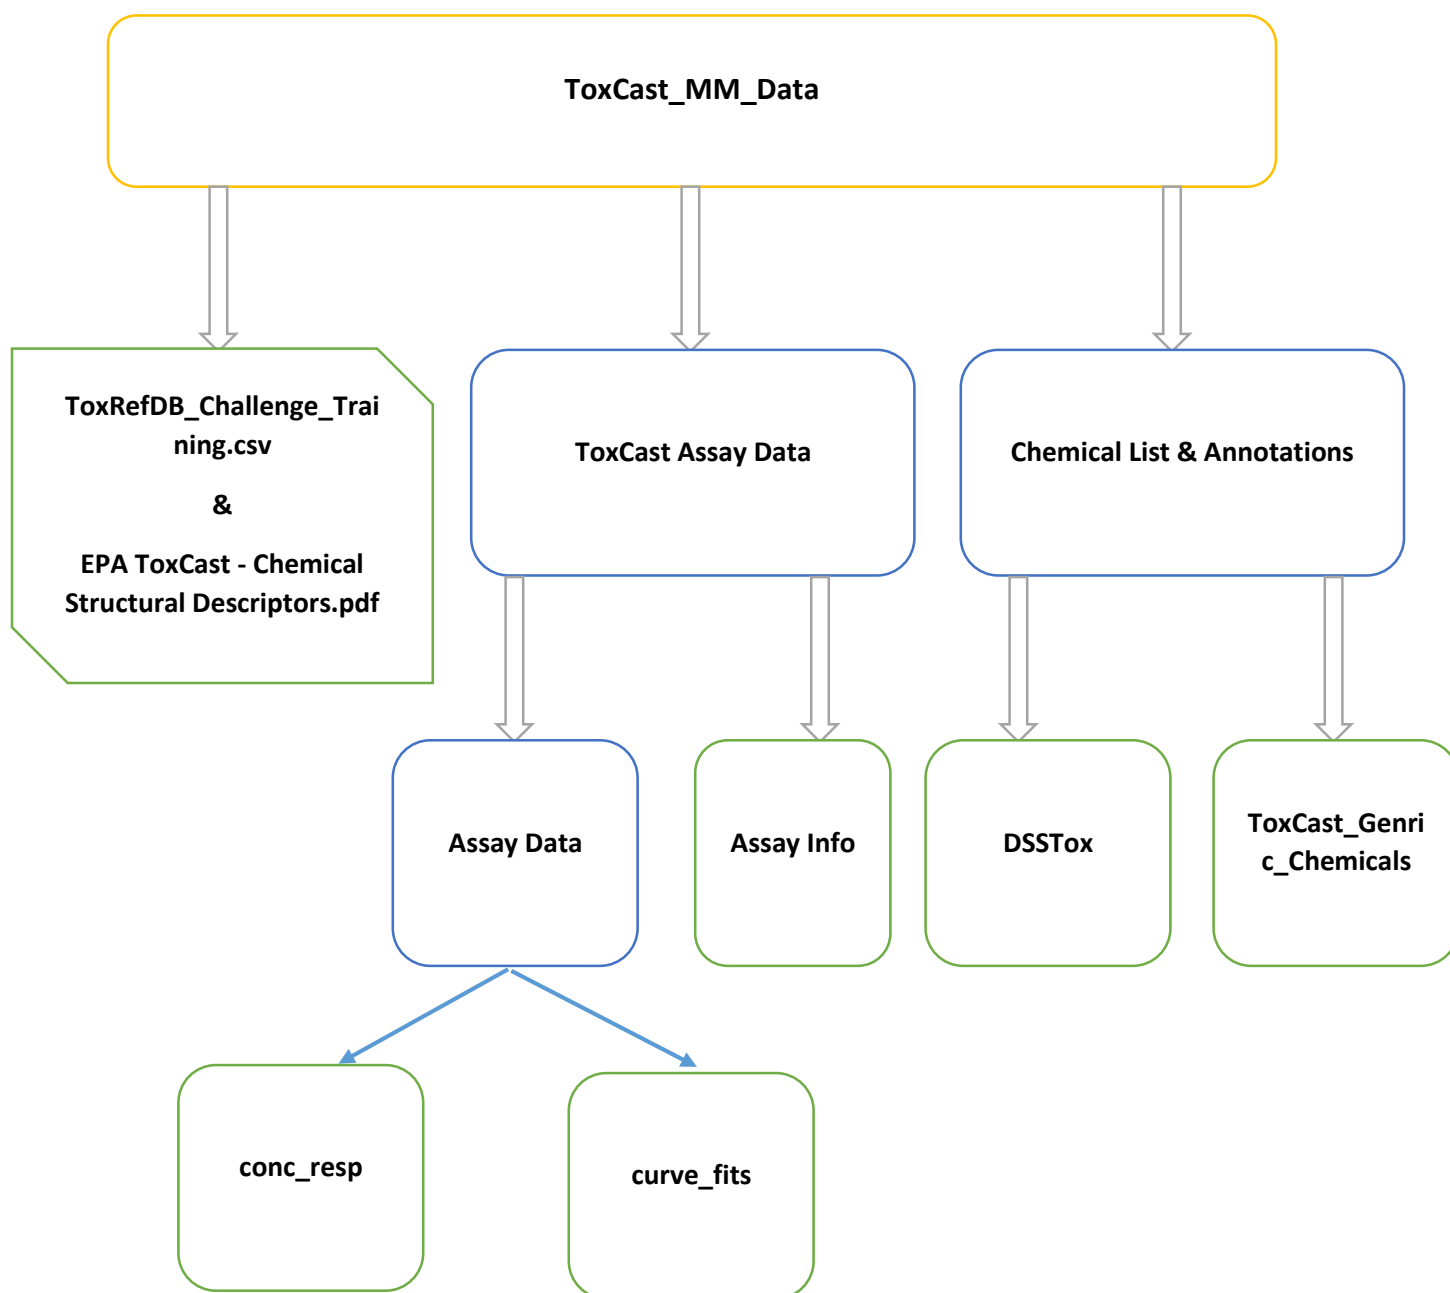 ToxCast_MM_Data
ToxRefDB_Challenge_Trai
ning.csv
&
EPA ToxCast - Chemical
Structural Descriptors.pdf
ToxCast Assay Data
Chemical List & Annotations
Assay Data
Assay Info
DSSTox
ToxCast_Genri
c_Chemicals
conc_resp
curve_fits